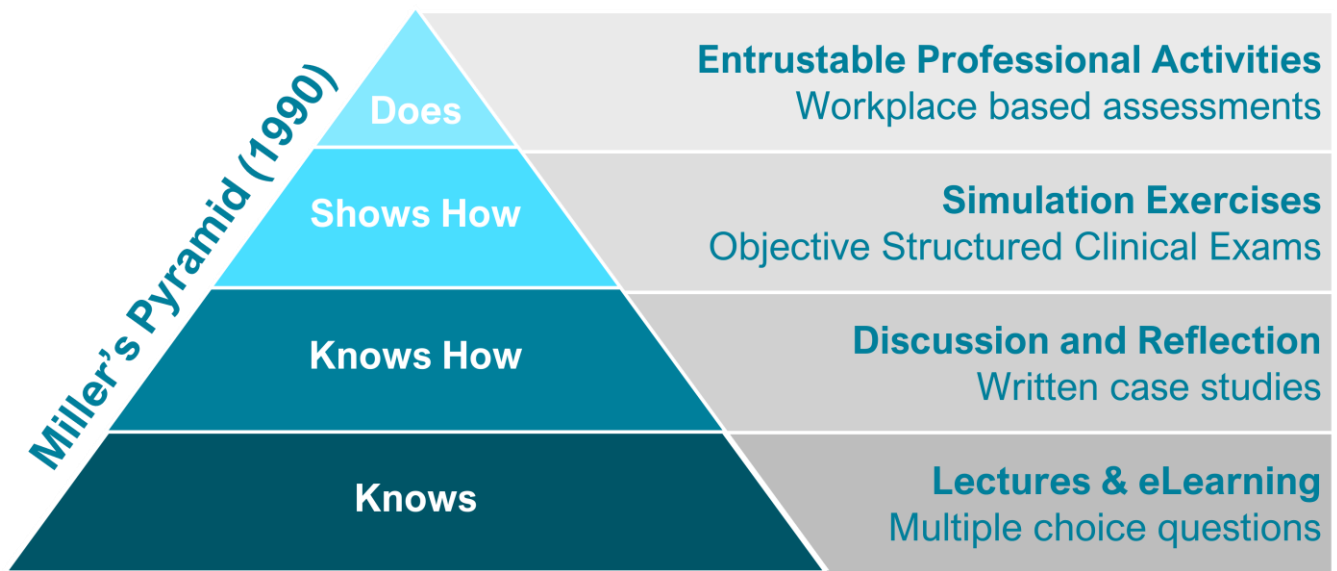 Miller’s Pyramid (1990)
Does
Entrustable Professional Activities
Workplace based assessments
Shows How
Simulation Exercises
Objective Structured Clinical Exams
Knows How
Discussion and Reflection
Written case studies
Knows
Lectures & eLearning
Multiple choice questions